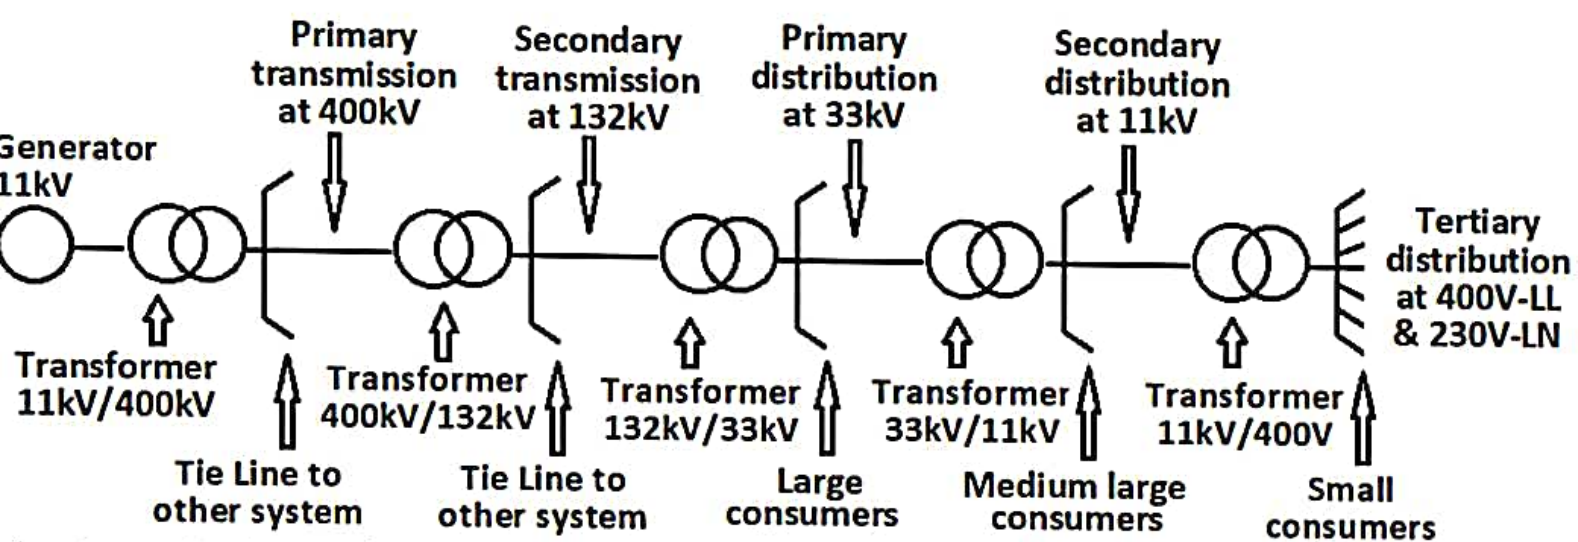 Primary
transmission
at 400kV
Secondary
transmission
at 132kV
Primary
distribution
at 33kV
Secondary
distribution
at 11kV
Generator
11kV
Tertiary
distribution
at 400V-LL
& 230V-LN
Transformer
11kV/400kV
Transformer
400kV/132kV
Transformer
132kV/33kV
Transformer
33kV/11kV
Transformer
11kV/400V
Tie Line to
other system
Tie Line to
other system
Large
consumers
Medium large
consumers
Small
consumers